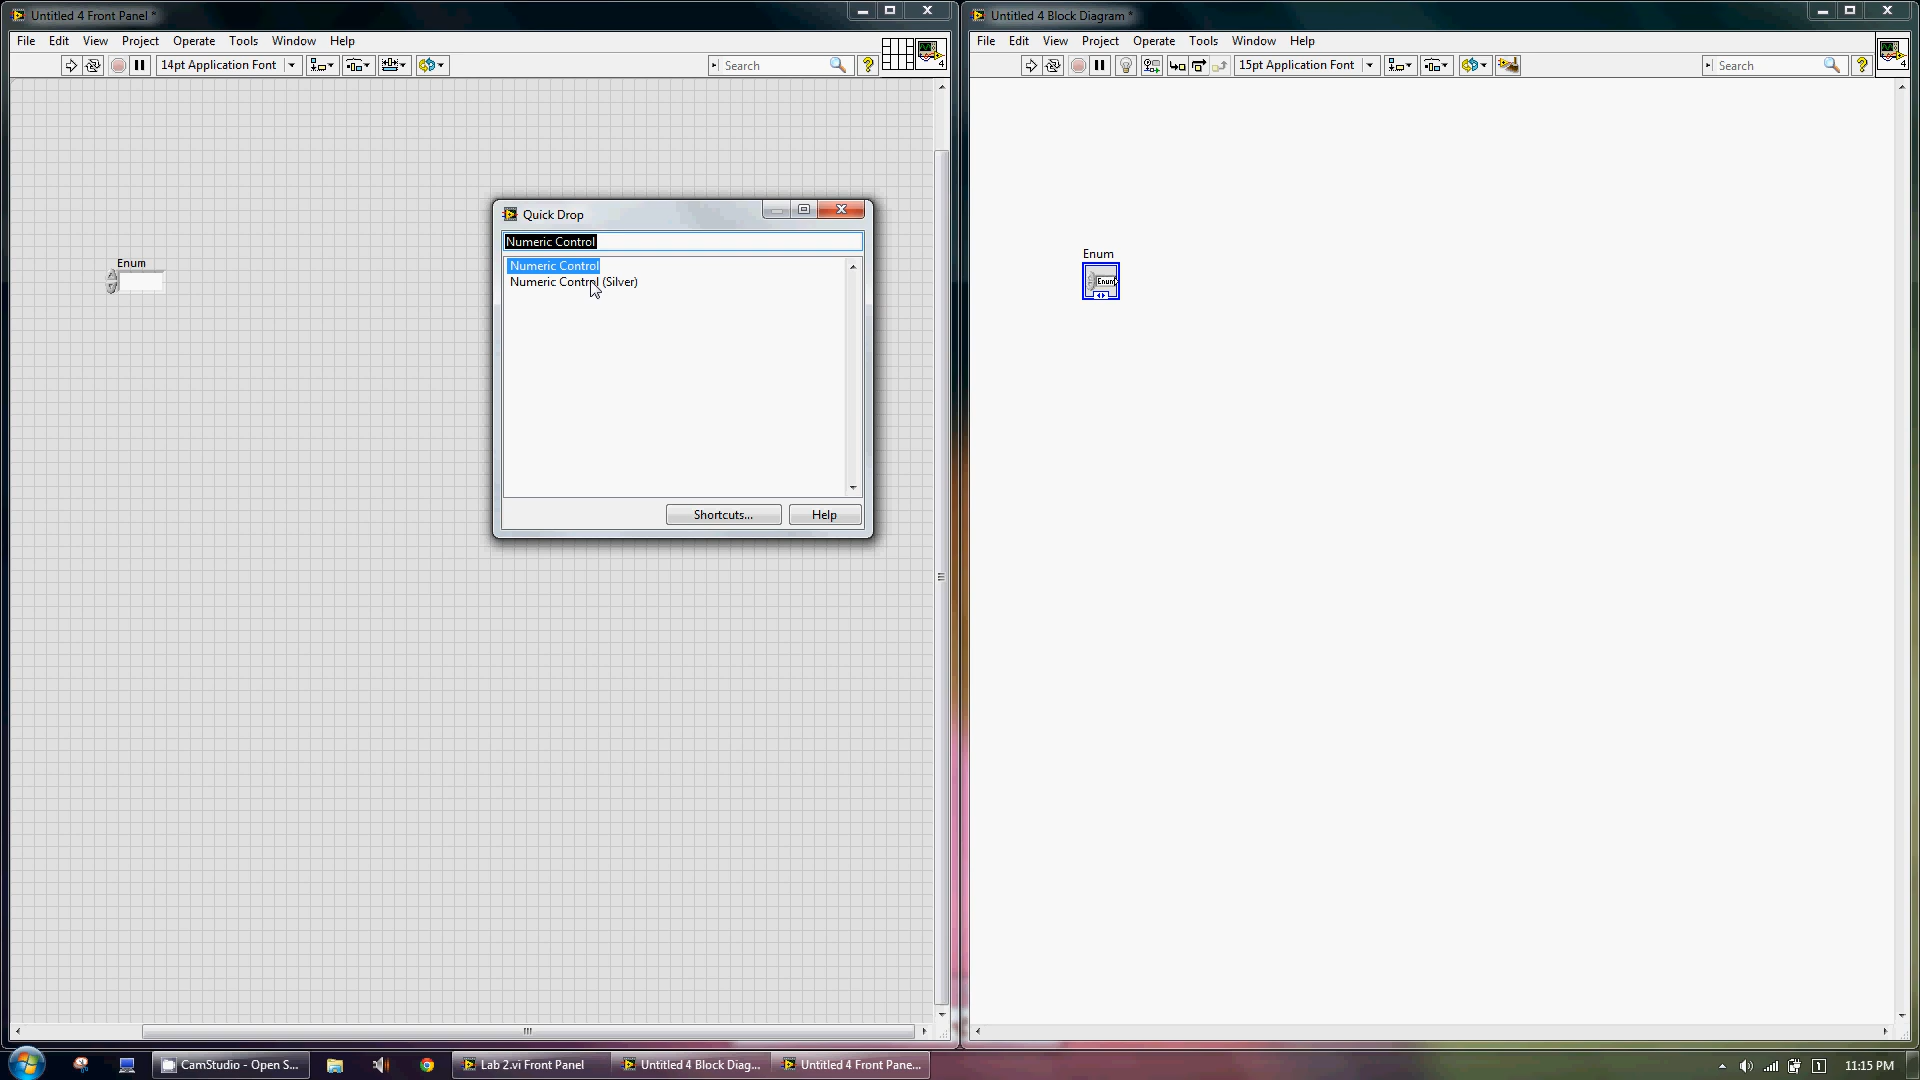 Untitled 4 Front Panel *
File Edit View Project Operate Tools Window Help
14pt Application Font
Search
?
4
Enum
Quick Drop
Numeric Control
Numeric Control
Numeric Control (Silver)
Shortcuts...
Help
Untitled 4 Block Diagram *
File Edit View Project Operate Tools Window Help
15pt Application Font
Search
?
4
Enum
Enum
CamStudio - Open S...
Lab 2.vi Front Panel
Untitled 4 Block Diag...
Untitled 4 Front Pane...
1
11:15 PM